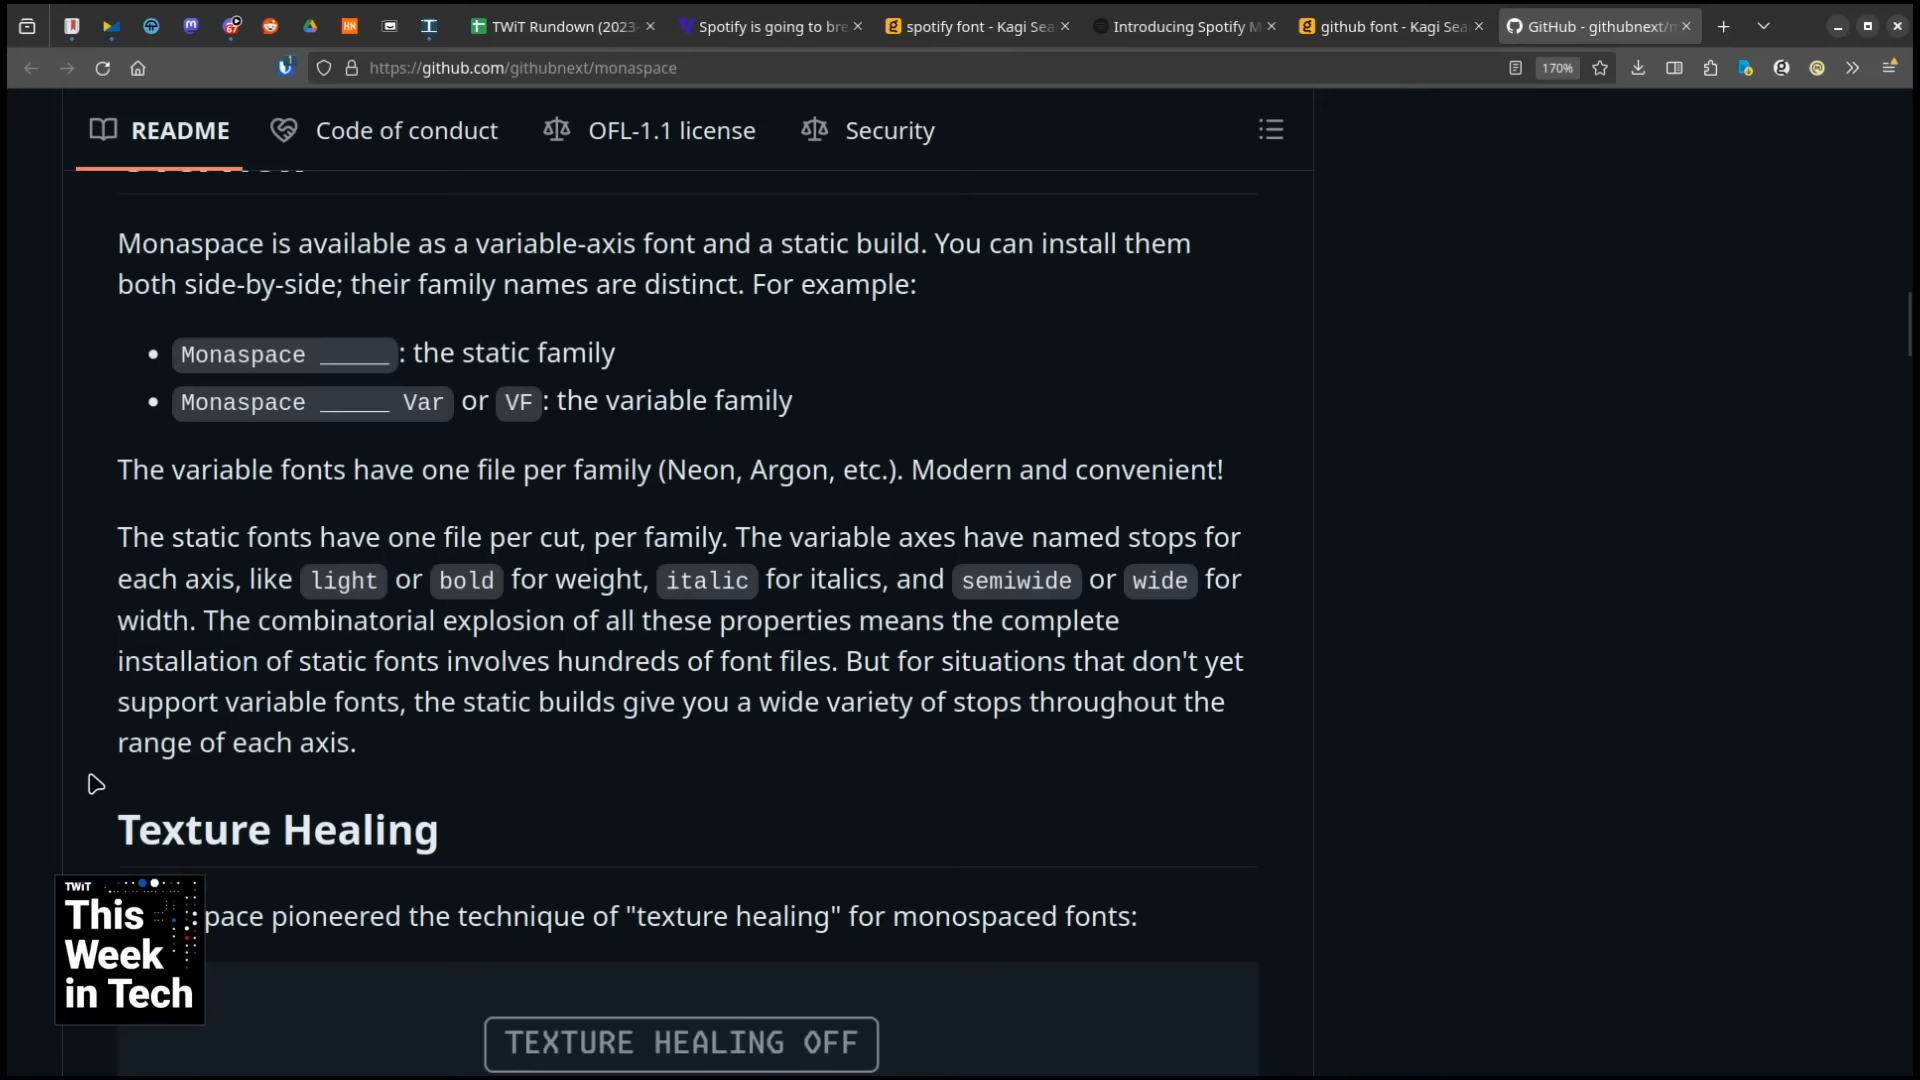 TWiT Rundown (2023-
Spotify is going to bre
spotify font - Kagi Sea
Introducing Spotify M
github font - Kagi Sea
GitHub - githubnext/m
https://github.com/githubnext/monaspace
170%
README
Code of conduct
OFL-1.1 license
Security
Monaspace is available as a variable-axis font and a static build. You can install them
both side-by-side; their family names are distinct. For example:
• Monaspace _____ : the static family
• Monaspace _____ Var or VF : the variable family
The variable fonts have one file per family (Neon, Argon, etc.). Modern and convenient!
The static fonts have one file per cut, per family. The variable axes have named stops for
each axis, like light or bold for weight, italic for italics, and semiwide or wide for
width. The combinatorial explosion of all these properties means the complete
installation of static fonts involves hundreds of font files. But for situations that don't yet
support variable fonts, the static builds give you a wide variety of stops throughout the
range of each axis.
Texture Healing
pace pioneered the technique of "texture healing" for monospaced fonts:
TEXTURE HEALING OFF
TWiT
This
Week
in Tech